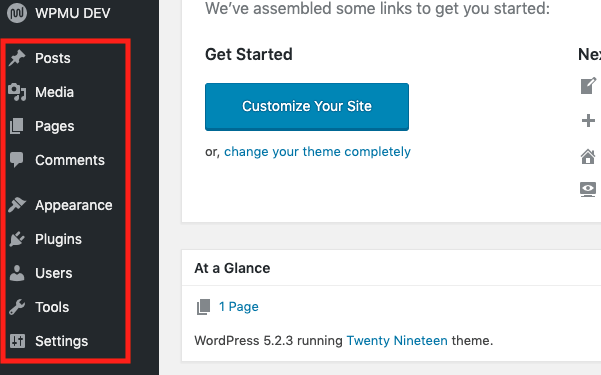 WPMU DEV
Posts
Media
Pages
Comments
Appearance
Plugins
Users
Tools
Settings
We've assembled some links to get you started:
Get Started
Customize Your Site
or, change your theme completely
At a Glance
1 Page
WordPress 5.2.3 running Twenty Nineteen theme.